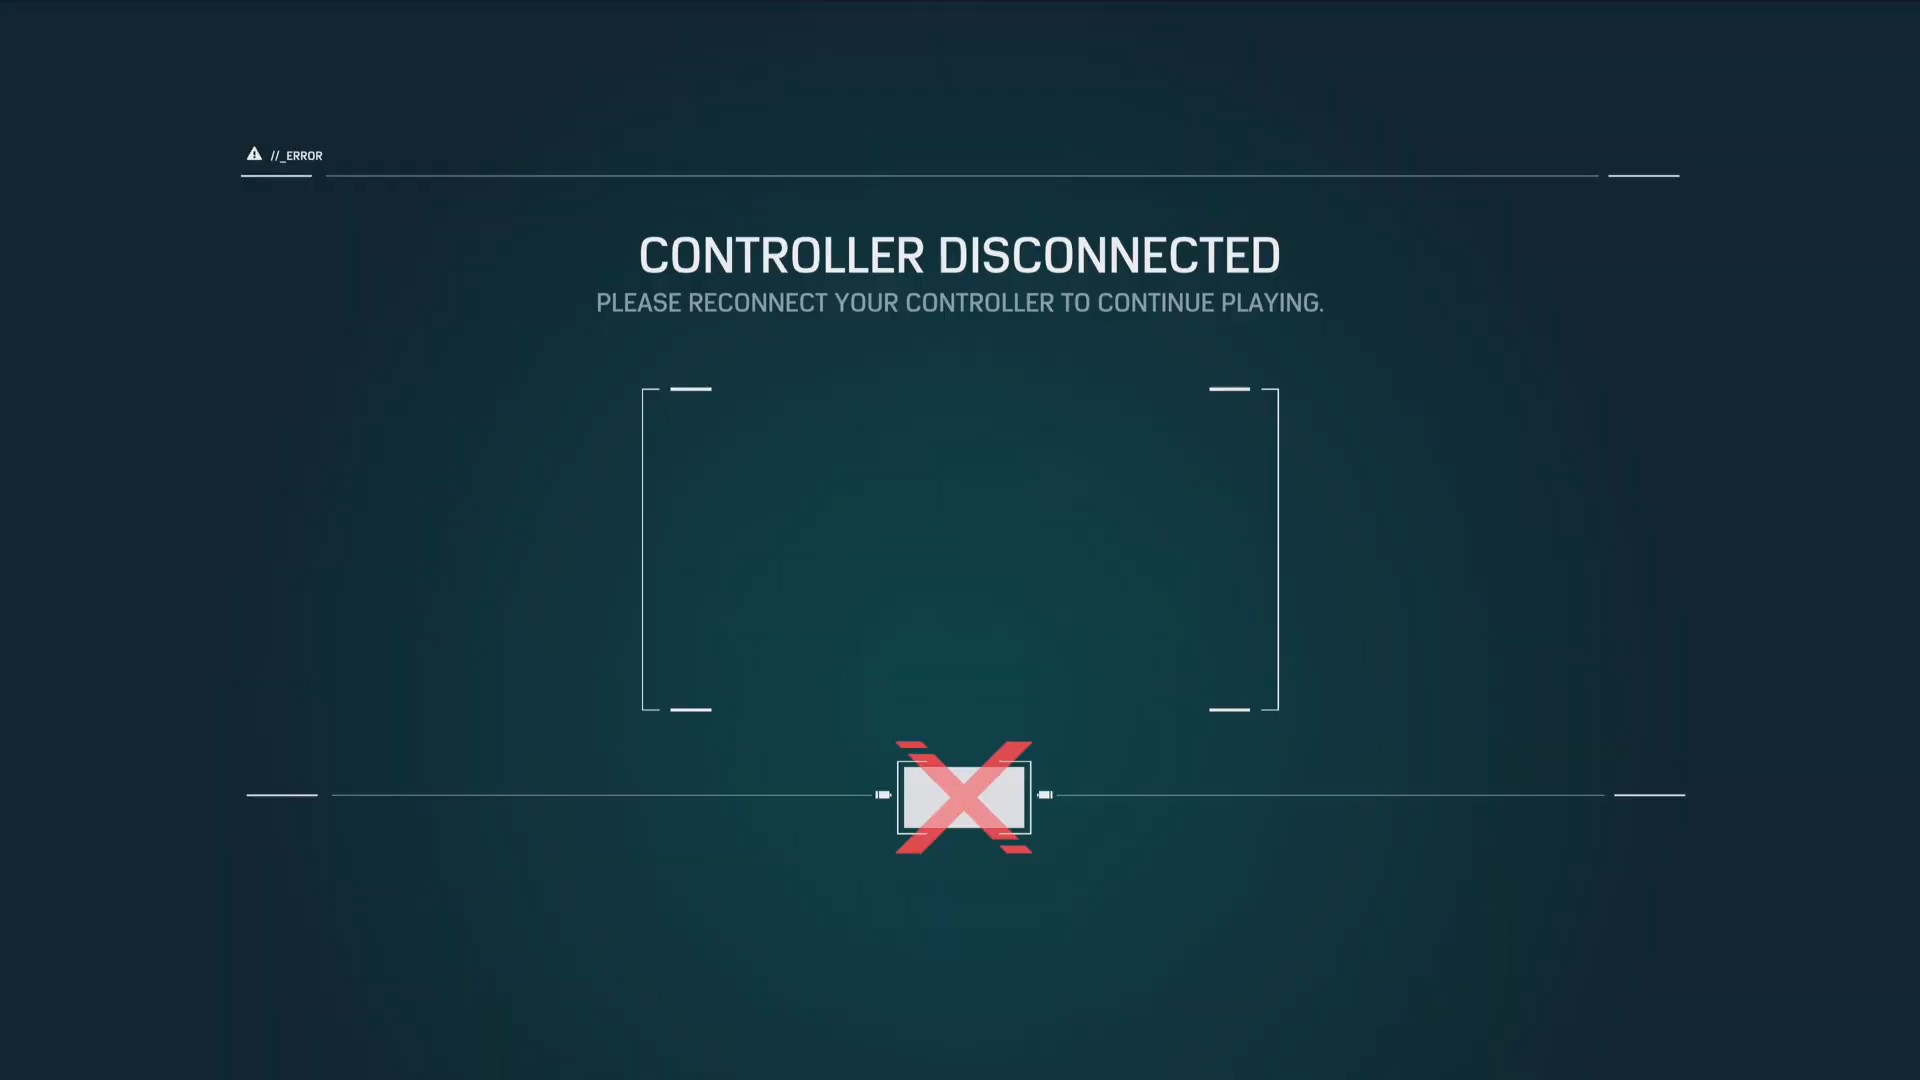 //_ERROR
CONTROLLER DISCONNECTED
PLEASE RECONNECT YOUR CONTROLLER TO CONTINUE PLAYING.